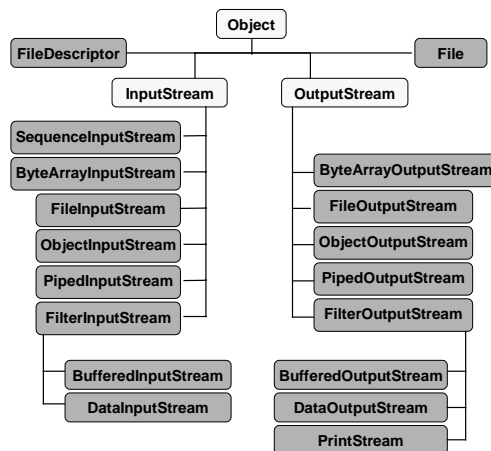 Object
FileDescriptor
File
InputStream
OutputStream
SequenceInputStream
ByteArrayInputStream
FileInputStream
ObjectInputStream
PipedInputStream
FilterInputStream
BufferedInputStream
DataInputStream
ByteArrayOutputStream
FileOutputStream
ObjectOutputStream
PipedOutputStream
FilterOutputStream
BufferedOutputStream
DataOutputStream
PrintStream